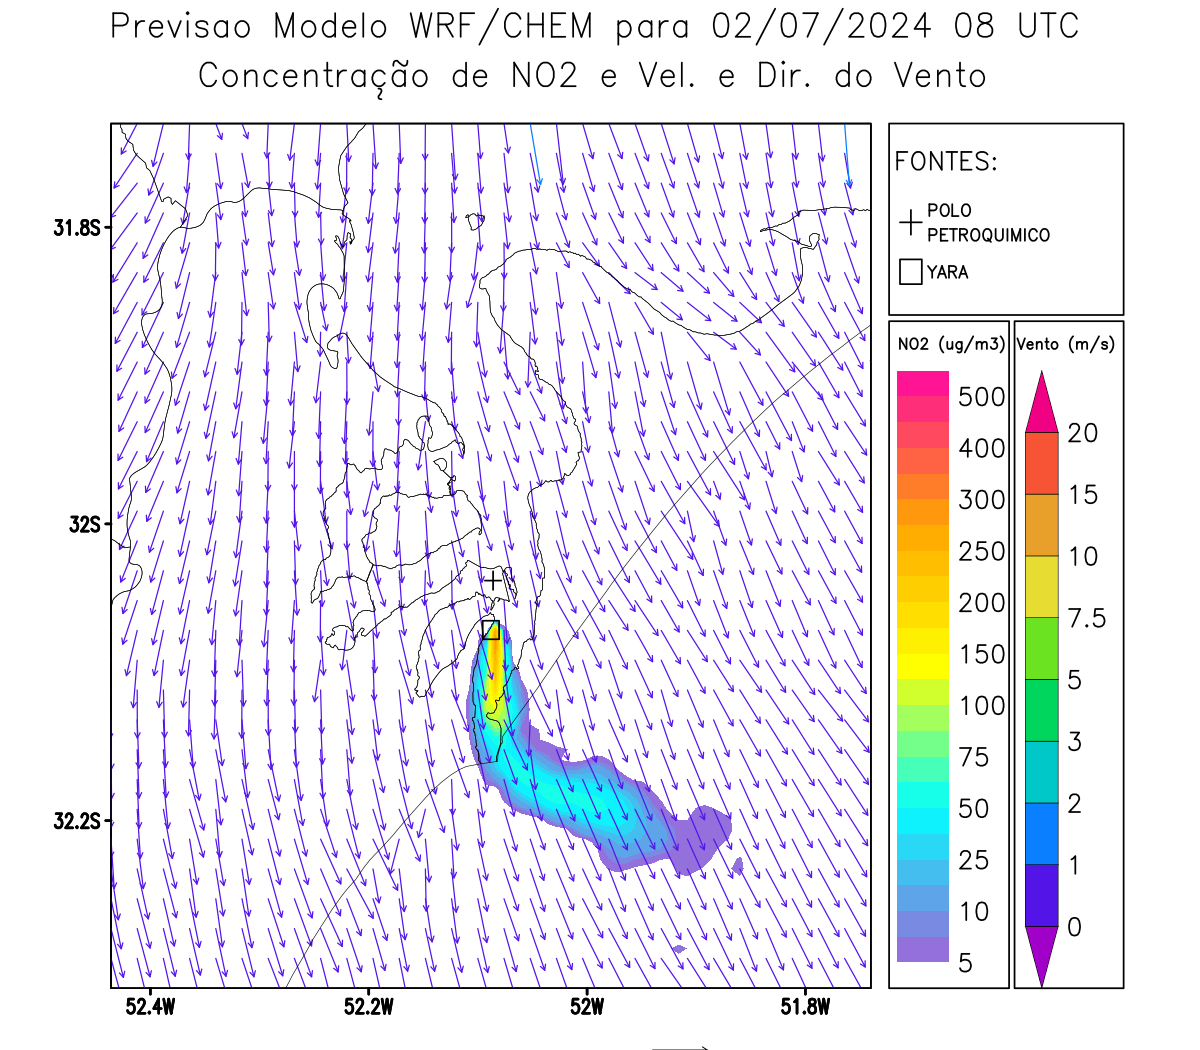 Previsao Modelo WRF/CHEM para 02/07/2024 08 UTC
Concentração de NO2 e Vel. e Dir. do Vento
FONTES:
POLO
PETROQUIMICO
YARA
NO2 (ug/m3)
500
400
300
250
200
150
100
75
50
25
10
5
Vento (m/s)
20
15
10
7.5
5
3
2
1
0
31.8S
32S
32.2S
52.4W
52.2W
52W
51.8W